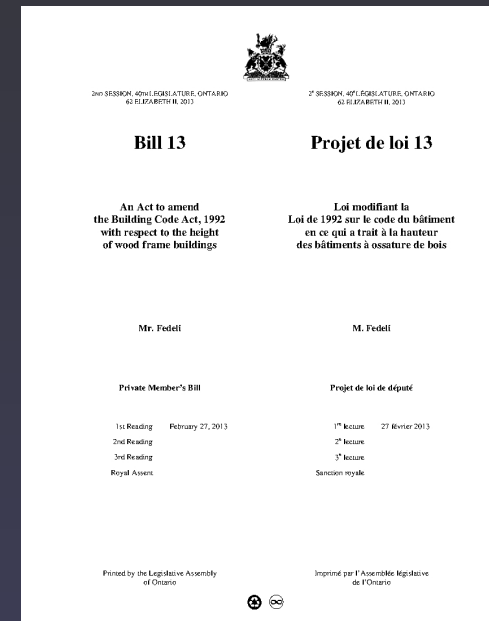 2ND SESSION, 40TH LEGISLATURE, ONTARIO
62 ELIZABETH II, 2013
Bill 13
An Act to amend
the Building Code Act, 1992
with respect to the height
of wood frame buildings
Mr. Fedeli
Private Member’s Bill
1st Reading February 27, 2013
2nd Reading
3rd Reading
Royal Assent
Printed by the Legislative Assembly
of Ontario
2e SESSION, 40e LÉGISLATURE, ONTARIO
62 ELIZABETH II, 2013
Projet de loi 13
Loi modifiant la
Loi de 1992 sur le code du bâtiment
en ce qui a trait à la hauteur
des bâtiments à ossature de bois
M. Fedeli
Projet de loi de député
1re lecture 27 février 2013
2e lecture
3e lecture
Sanction royale
Imprimé par l’Assemblée législative
de l’Ontario